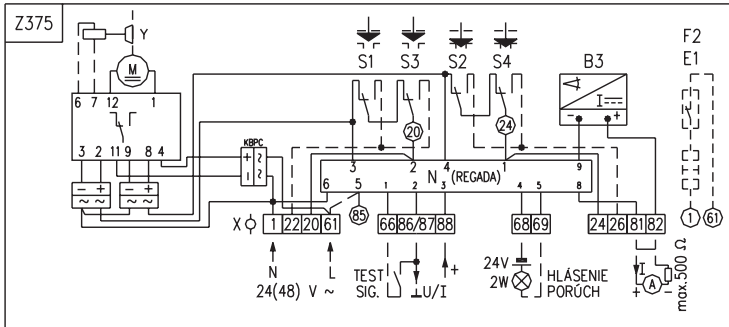 Z375
Y
M
6 7 12 1
3 2 11 9 8 4
- +
~ ~
- +
~ ~
KBPC
+ ~
- ~
S1 S3 S2 S4
20
24
B3
I
- +
F2
E1
3 2 4 1 9
N (REGADA)
6 5 1 2 3 4 5 8
85
X 1 22 20 61 66 86/87 88 68 69 24 26 81 82
1 61
N L
24(48) V ~
TEST
SIG.
U/I
+
24V
2W
HLÁSENIE
PORÚCH
I
A
+ -
max.500 Ω